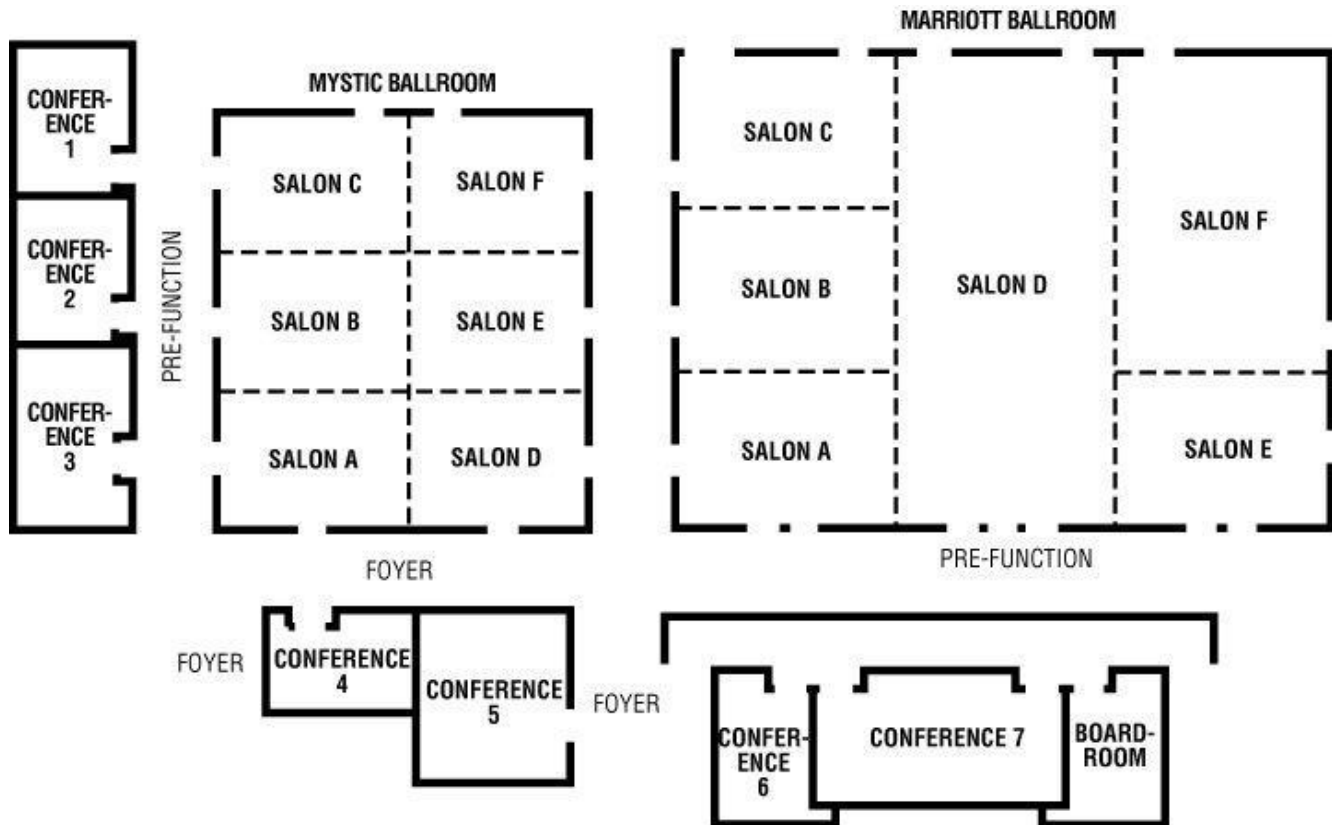 MARRIOTT BALLROOM
MYSTIC BALLROOM
CONFER-
ENCE
1
CONFER-
ENCE
2
CONFER-
ENCE
3
PRE-FUNCTION
SALON C
SALON F
SALON B
SALON E
SALON A
SALON D
SALON C
SALON B
SALON A
SALON D
SALON F
SALON E
FOYER
PRE-FUNCTION
FOYER
CONFERENCE
4
CONFERENCE
5
FOYER
CONFER-
ENCE
6
CONFERENCE 7
BOARD-
ROOM